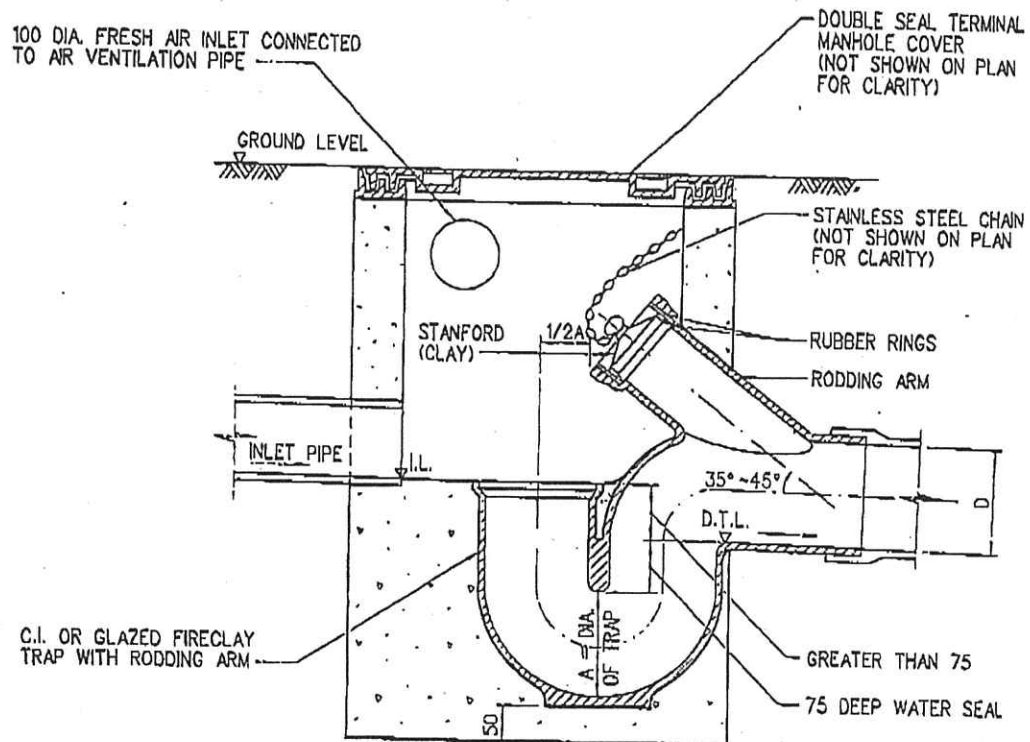 100 DIA. FRESH AIR INLET CONNECTED
TO AIR VENTILATION PIPE
DOUBLE SEAL TERMINAL
MANHOLE COVER
(NOT SHOWN ON PLAN
FOR CLARITY)
GROUND LEVEL
STAINLESS STEEL CHAIN
(NOT SHOWN ON PLAN
FOR CLARITY)
STANFORD
(CLAY)
1/2A
RUBBER RINGS
RODDING ARM
INLET PIPE
I.L.
35° ~45°
D.T.L.
D
C.I. OR GLAZED FIRECLAY
TRAP WITH RODDING ARM
A = DIA.
OF TRAP
GREATER THAN 75
75 DEEP WATER SEAL
50